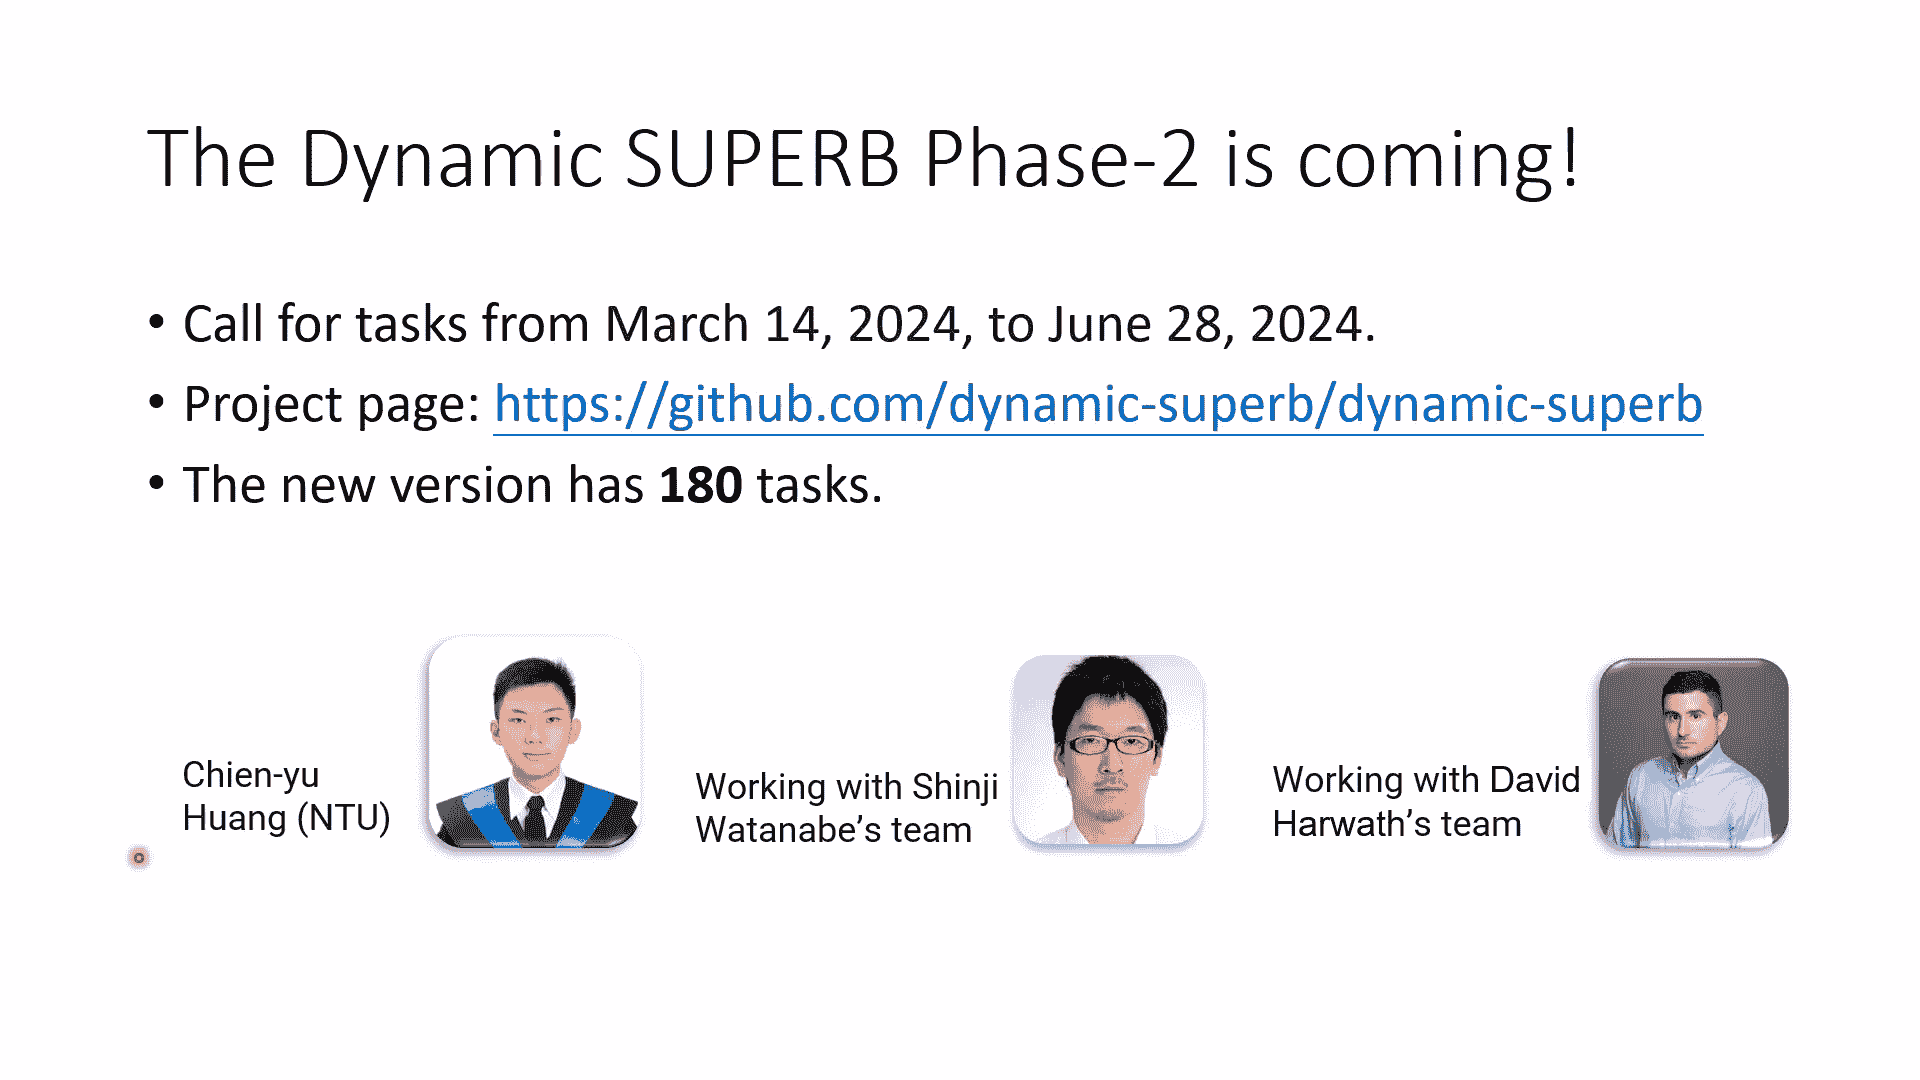 The Dynamic SUPERB Phase-2 is coming!
• Call for tasks from March 14, 2024, to June 28, 2024.
• Project page: https://github.com/dynamic-superb/dynamic-superb
• The new version has 180 tasks.
Chien-yu
Huang (NTU)
Working with Shinji
Watanabe’s team
Working with David
Harwath’s team